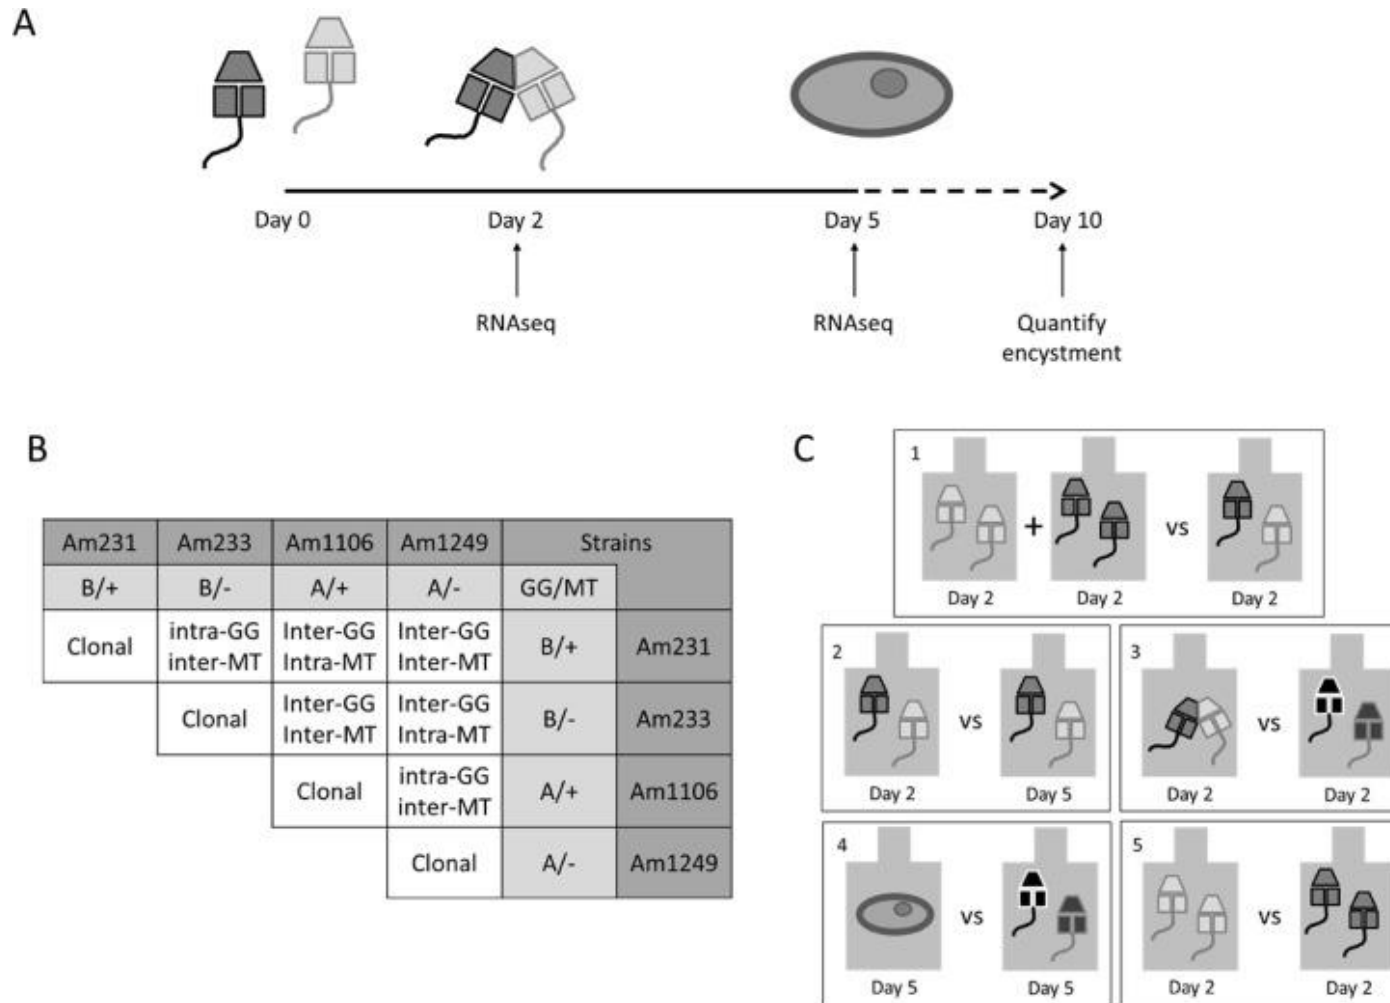 A
Day 0
Day 2
Day 5
Day 10
RNAseq
RNAseq
Quantify
encystment
B
Am231 Am233 Am1106 Am1249 Strains
B/+ B/- A/+ A/- GG/MT
Clonal
intra-GG
inter-MT
Inter-GG
Intra-MT
Inter-GG
Inter-MT
B/+
Am231
Clonal
Inter-GG
Inter-MT
Inter-GG
Intra-MT
B/-
Am233
Clonal
intra-GG
inter-MT
A/+
Am1106
Clonal
A/-
Am1249
C
1
+
vs
Day 2
Day 2
Day 2
2
vs
Day 2
Day 5
3
vs
Day 2
Day 2
4
vs
Day 5
Day 5
5
vs
Day 2
Day 2